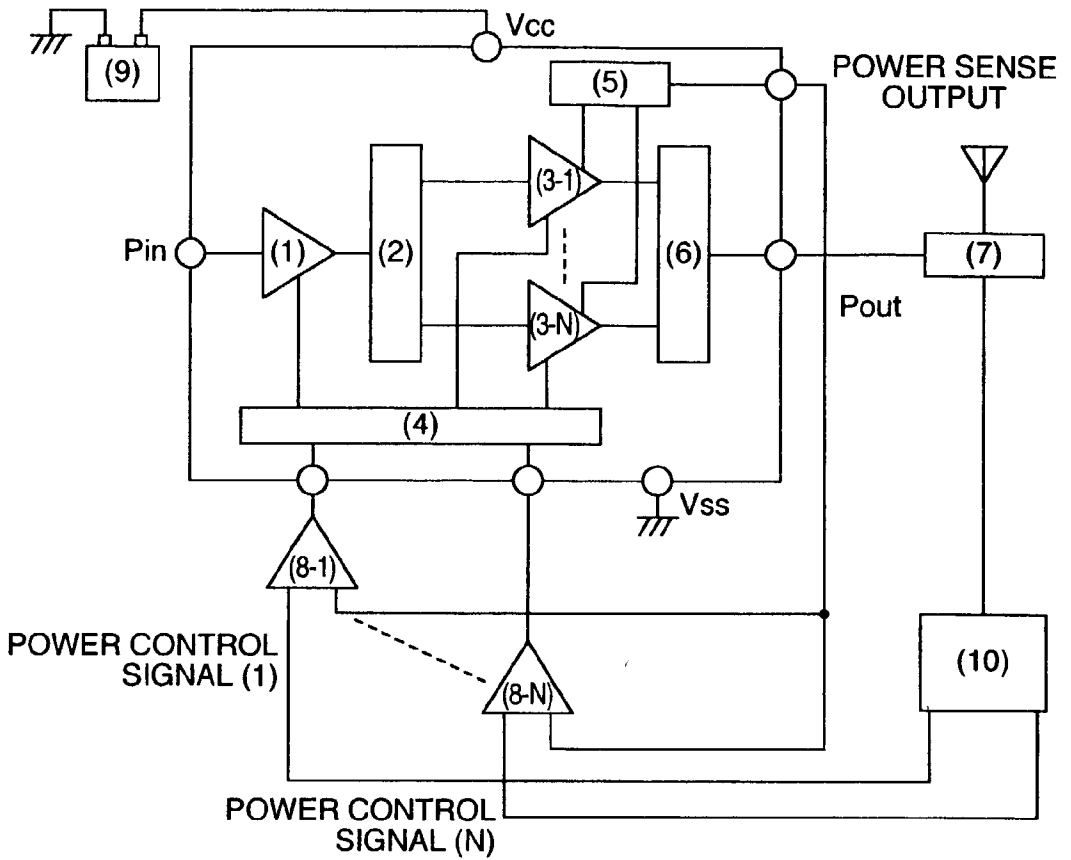 Vcc
(9)
(5)
POWER SENSE
OUTPUT
(3-1)
Pin
(1)
(2)
(6)
(7)
(3-N)
Pout
(4)
Vss
(8-1)
POWER CONTROL
SIGNAL (1)
(8-N)
(10)
POWER CONTROL
SIGNAL (N)